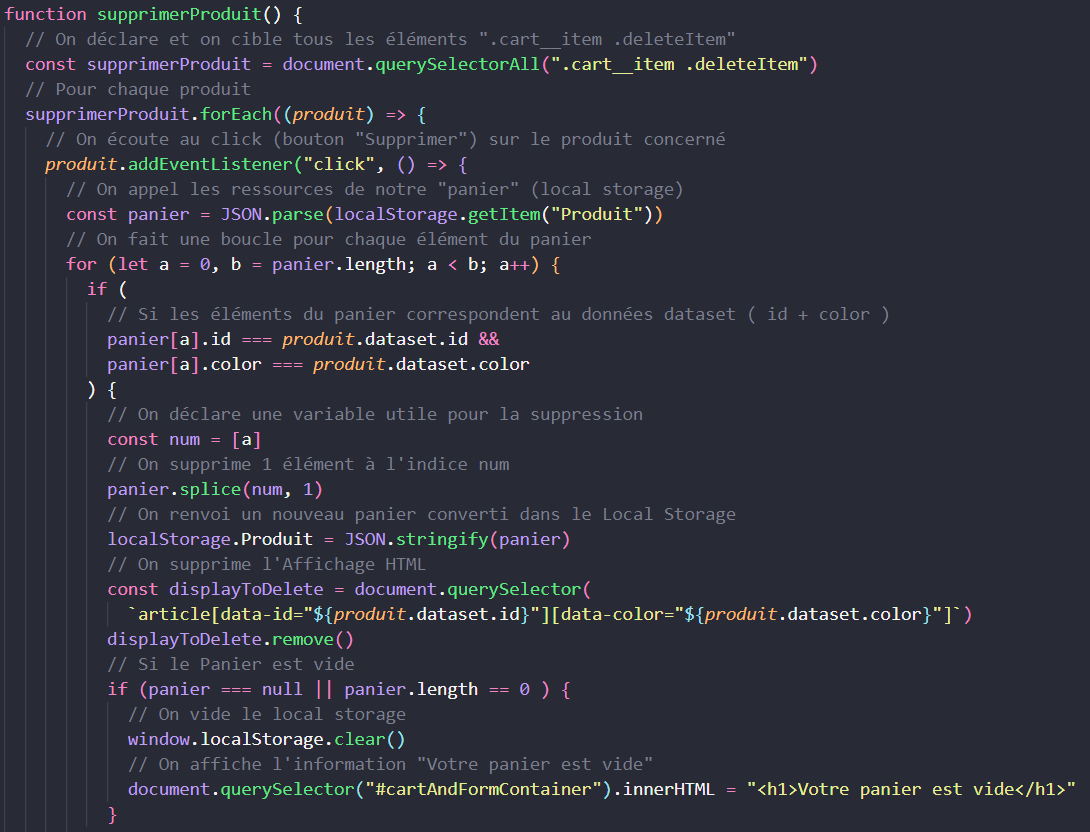 function supprimerProduit() {
// On déclare et on cible tous les éléments ".cart__item .deleteItem"
const supprimerProduit = document.querySelectorAll(".cart__item .deleteItem")
// Pour chaque produit
supprimerProduit.forEach((produit) => {
// On écoute au click (bouton "Supprimer") sur le produit concerné
produit.addEventListener("click", () => {
// On appel les ressources de notre "panier" (local storage)
const panier = JSON.parse(localStorage.getItem("Produit"))
// On fait une boucle pour chaque élément du panier
for (let a = 0, b = panier.length; a < b; a++) {
if (
// Si les éléments du panier correspondent au données dataset ( id + color )
panier[a].id === produit.dataset.id &&
panier[a].color === produit.dataset.color
) {
// On déclare une variable utile pour la suppression
const num = [a]
// On supprime 1 élément à l'indice num
panier.splice(num, 1)
// On renvoi un nouveau panier converti dans le Local Storage
localStorage.Produit = JSON.stringify(panier)
// On supprime l'Affichage HTML
const displayToDelete = document.querySelector(
`article[data-id="${produit.dataset.id}"][data-color="${produit.dataset.color}"]`)
displayToDelete.remove()
// Si le Panier est vide
if (panier === null || panier.length == 0 ) {
// On vide le local storage
window.localStorage.clear()
// On affiche l'information "Votre panier est vide"
document.querySelector("#cartAndFormContainer").innerHTML = "<h1>Votre panier est vide</h1>"
}